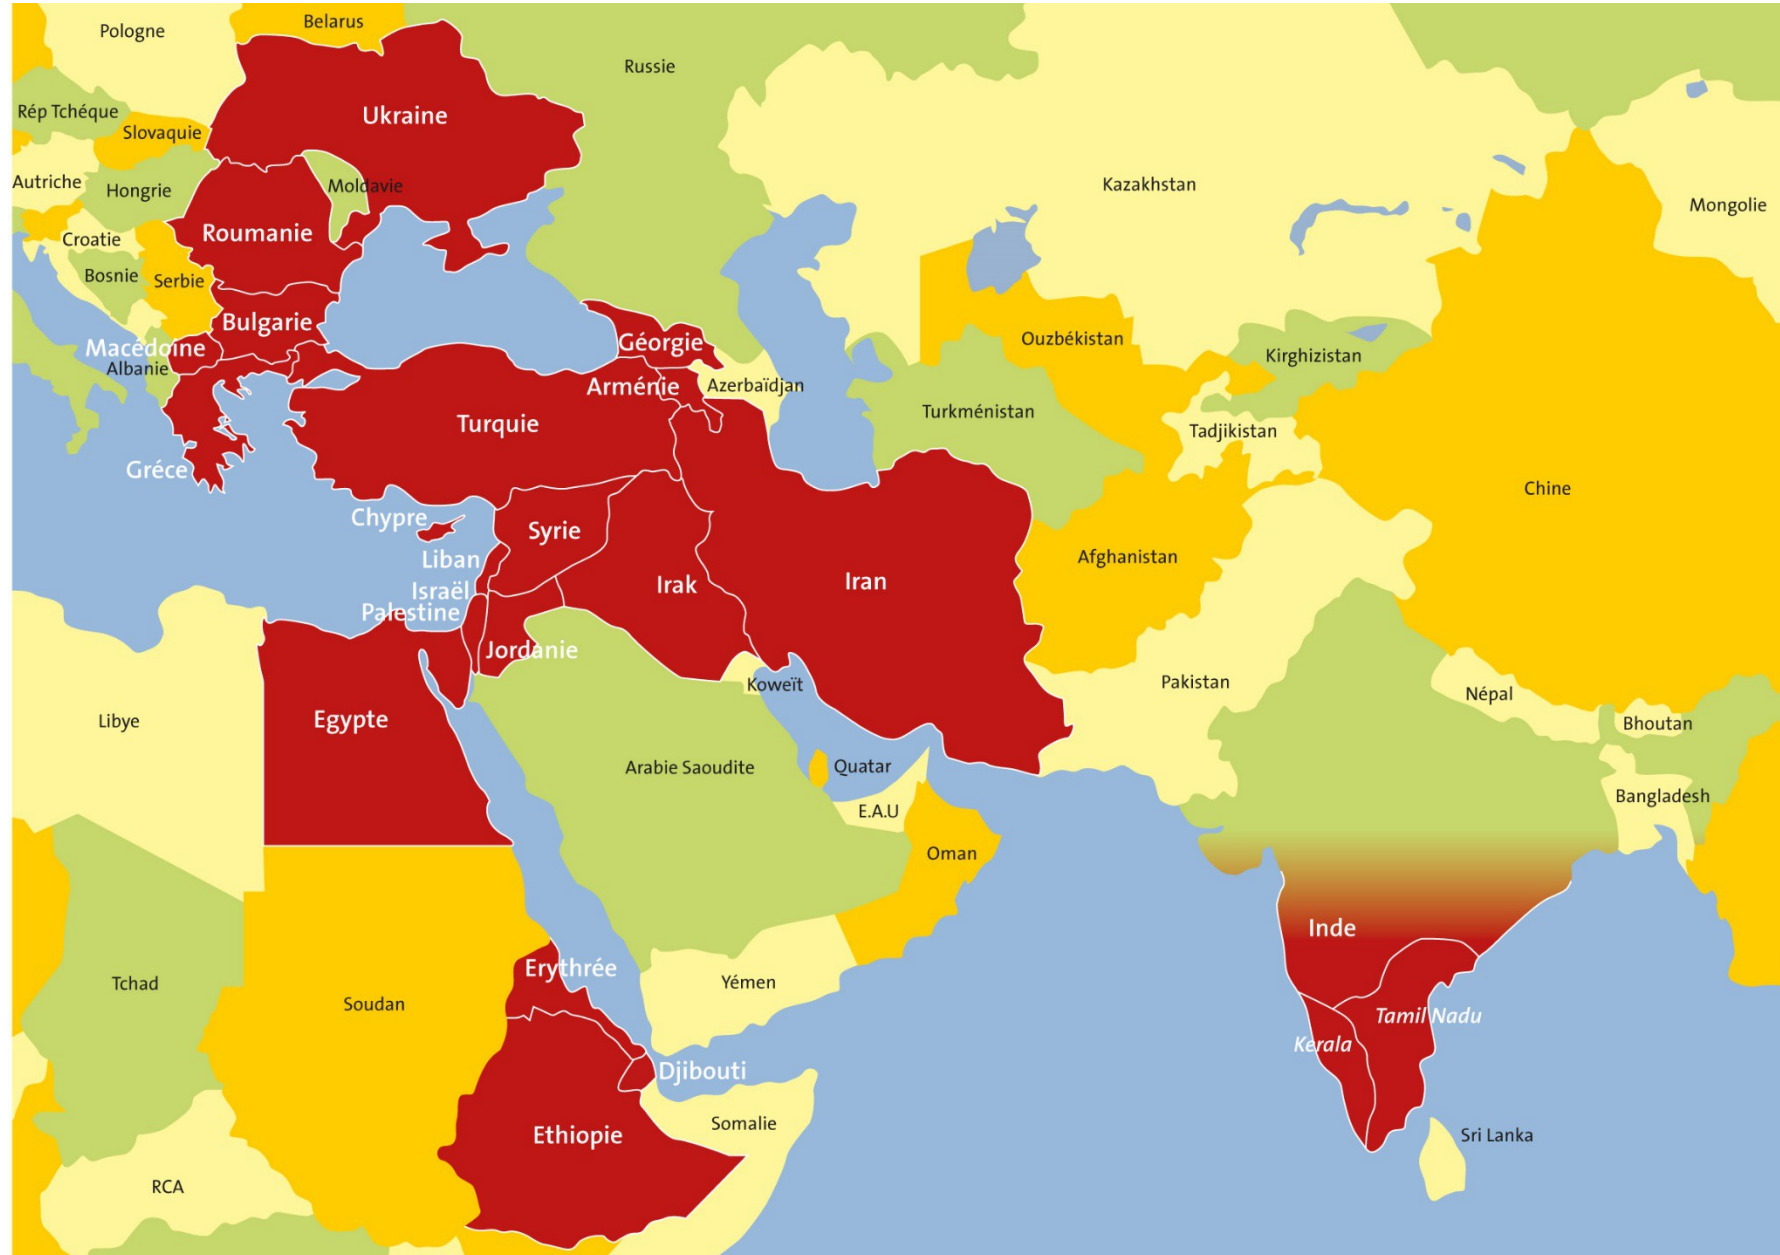 Pologne
Belarus
Russie
Rép Tchéque
Slovaquie
Ukraine
Autriche
Hongrie
Moldavie
Kazakhstan
Mongolie
Croatie
Roumanie
Bosnie
Serbie
Bulgarie
Géorgie
Ouzbékistan
Macédoine
Albanie
Kirghizistan
Arménie
Azerbaïdjan
Turquie
Turkménistan
Tadjikistan
Gréce
Chine
Chypre
Syrie
Liban
Afghanistan
Israël
Irak
Iran
Palestine
Jordanie
Koweït
Pakistan
Népal
Libye
Egypte
Bhoutan
Arabie Saoudite
Quatar
E.A.U
Bangladesh
Oman
Inde
Erythrée
Tchad
Soudan
Yémen
Tamil Nadu
Kerala
Djibouti
Ethiopie
Somalie
Sri Lanka
RCA